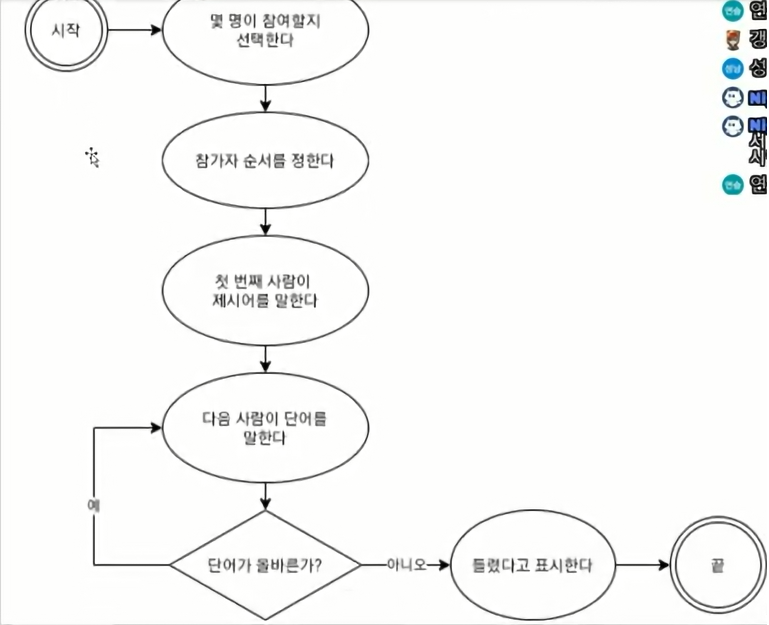 시작
몇 명이 참여할지
선택한다
참가자 순서를 정한다
첫 번째 사람이
제시어를 말한다
다음 사람이 단어를
말한다
예
단어가 올바른가?
아니오
틀렸다고 표시한다
끝
연습
연
갱
성남
성
NI
NI
서
사
연습
연